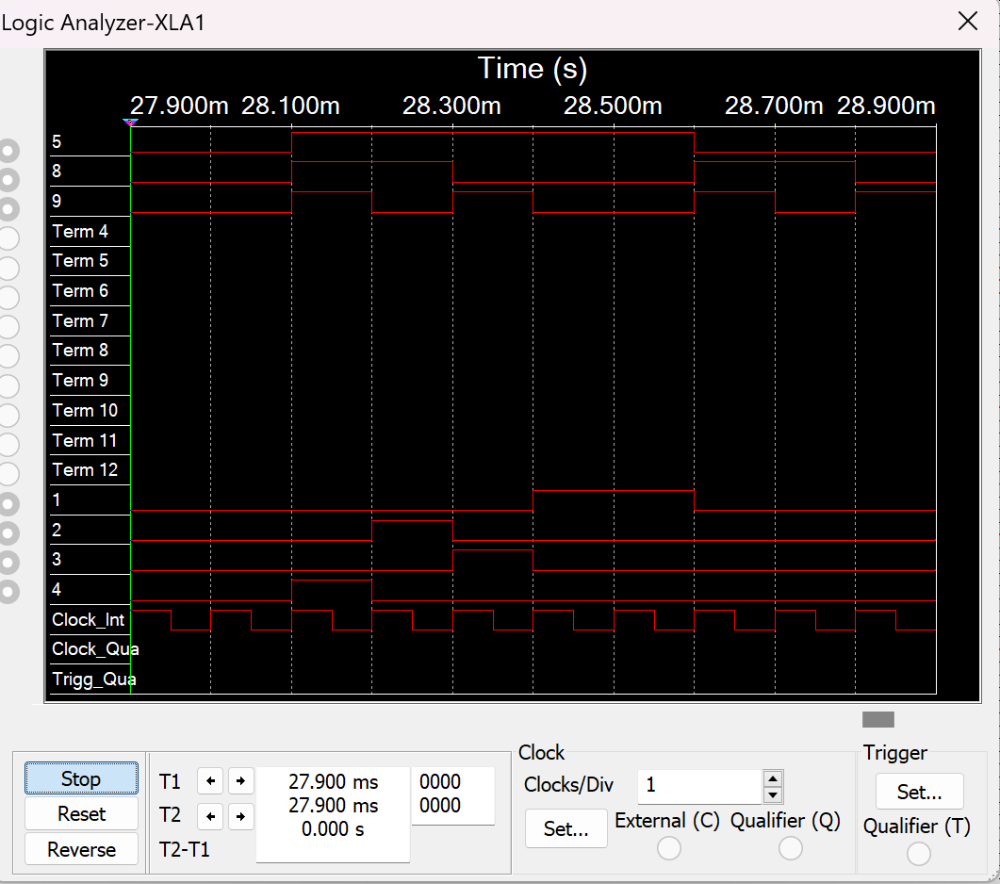 Logic Analyzer-XLA1
Time (s)
27.900m 28.100m 28.300m 28.500m 28.700m 28.900m
5
8
9
Term 4
Term 5
Term 6
Term 7
Term 8
Term 9
Term 10
Term 11
Term 12
1
2
3
4
Clock_Int
Clock_Qua
Trigg_Qua
Stop
Reset
Reverse
T1 27.900 ms 0000
T2 27.900 ms 0000
T2-T1 0.000 s
Clock
Clocks/Div 1
Set...
External (C) Qualifier (Q)
Trigger
Set...
Qualifier (T)